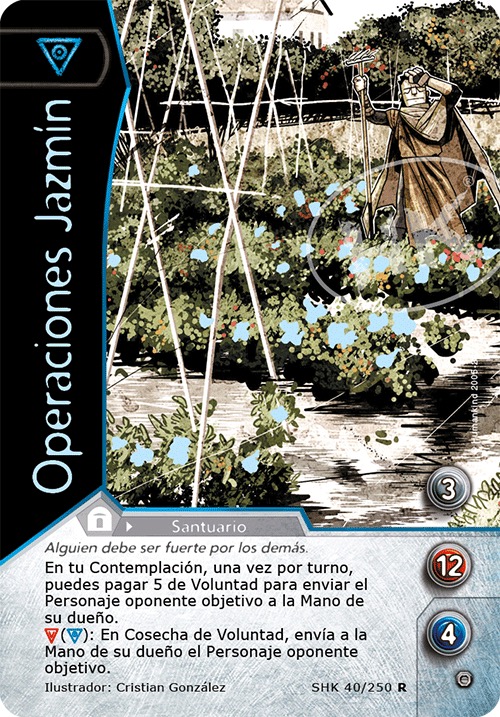 Operaciones Jazmín
3
Santuario
Alguien debe ser fuerte por los demás.
En tu Contemplación, una vez por turno,
puedes pagar 5 de Voluntad para enviar el
Personaje oponente objetivo a la Mano de
su dueño.
( ): En Cosecha de Voluntad, envía a la
Mano de su dueño el Personaje oponente
objetivo.
12
4
Ilustrador: Cristian González
SHK 40/250 R